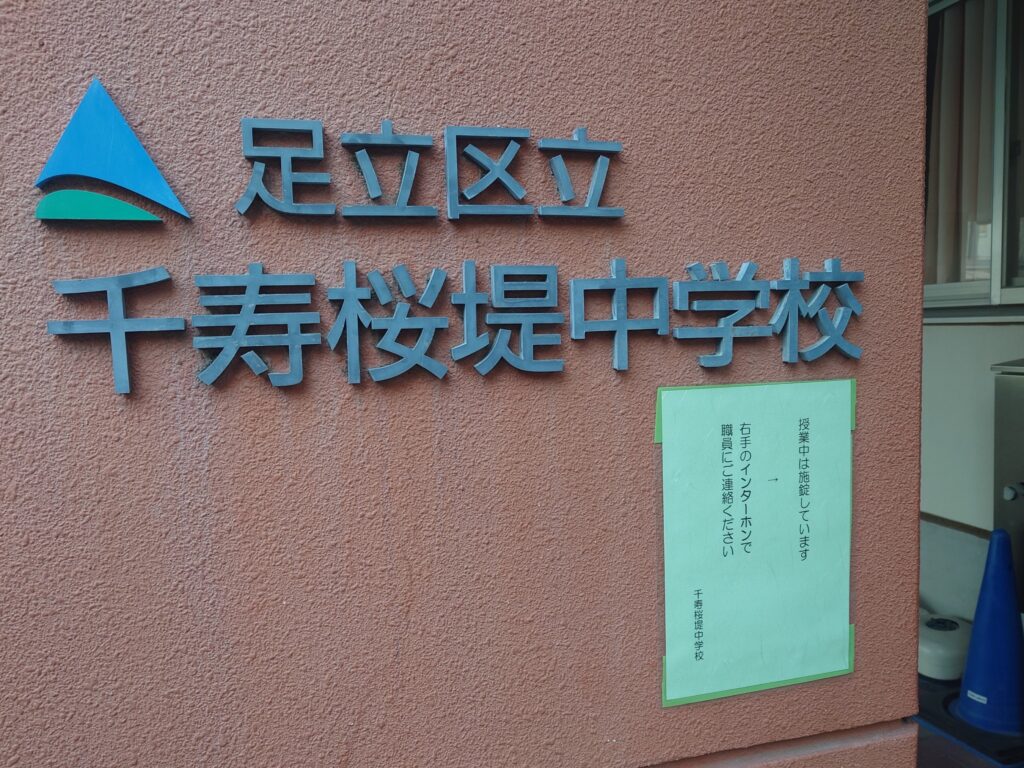 足立区立
千寿桜堤中学校
授業中は施錠しています
→
右手のインターホンで
職員にご連絡ください
千寿桜堤中学校